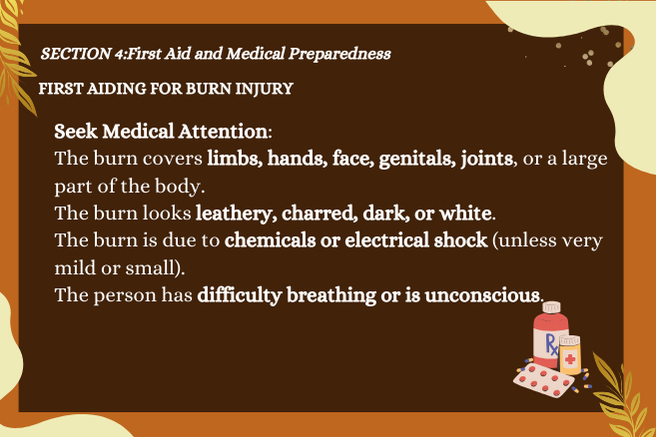 SECTION 4:First Aid and Medical Preparedness
FIRST AIDING FOR BURN INJURY
Seek Medical Attention:
The burn covers limbs, hands, face, genitals, joints, or a large
part of the body.
The burn looks leathery, charred, dark, or white.
The burn is due to chemicals or electrical shock (unless very
mild or small).
The person has difficulty breathing or is unconscious.
Rx